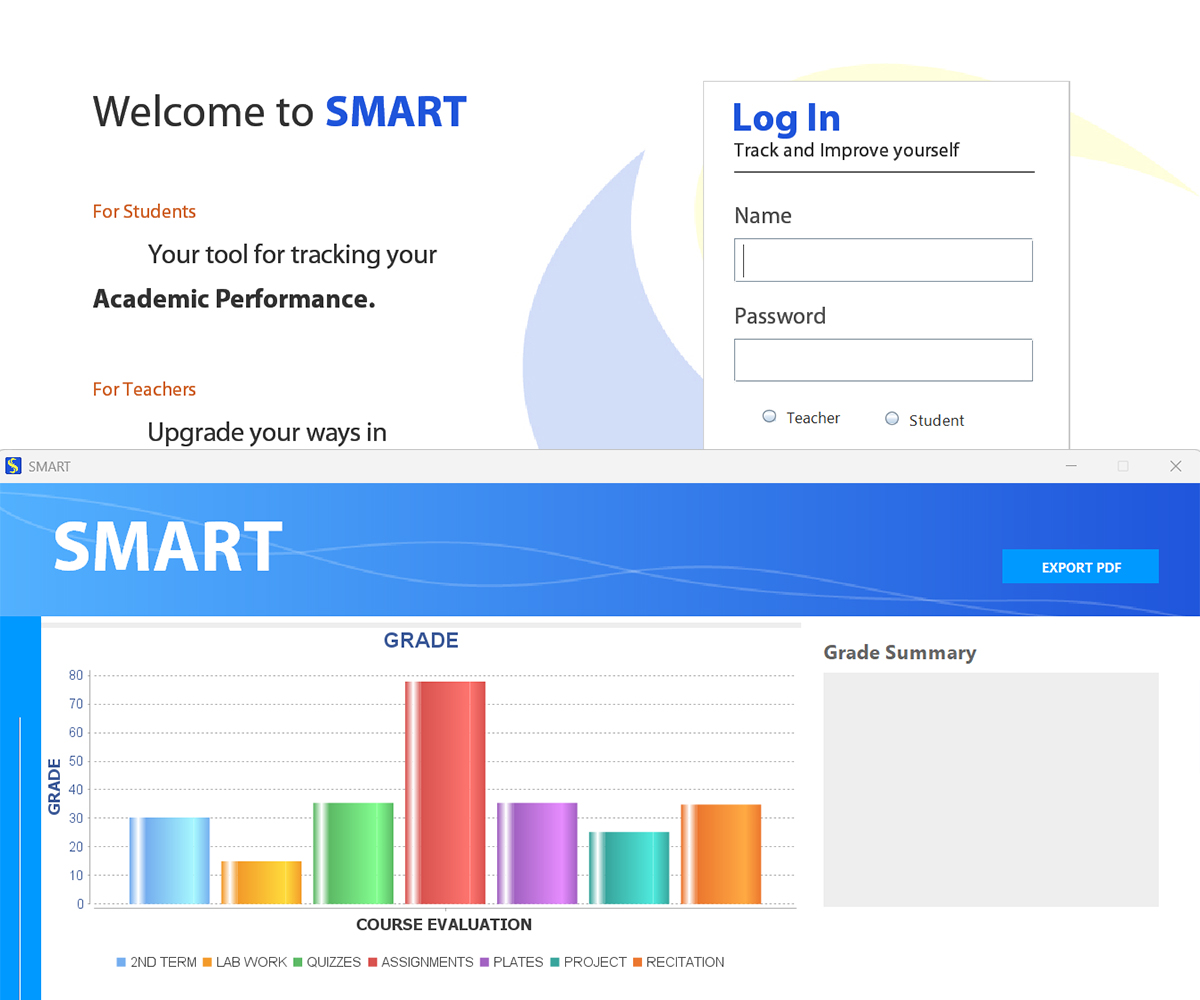 Welcome to SMART
For Students
Your tool for tracking your
Academic Performance.
For Teachers
Upgrade your ways in
Log In
Track and Improve yourself
Name
Password
Teacher
Student
SMART
SMART
EXPORT PDF
GRADE
80
70
60
50
40
30
20
10
0
GRADE
COURSE EVALUATION
2ND TERM LAB WORK QUIZZES ASSIGNMENTS PLATES PROJECT RECITATION
Grade Summary